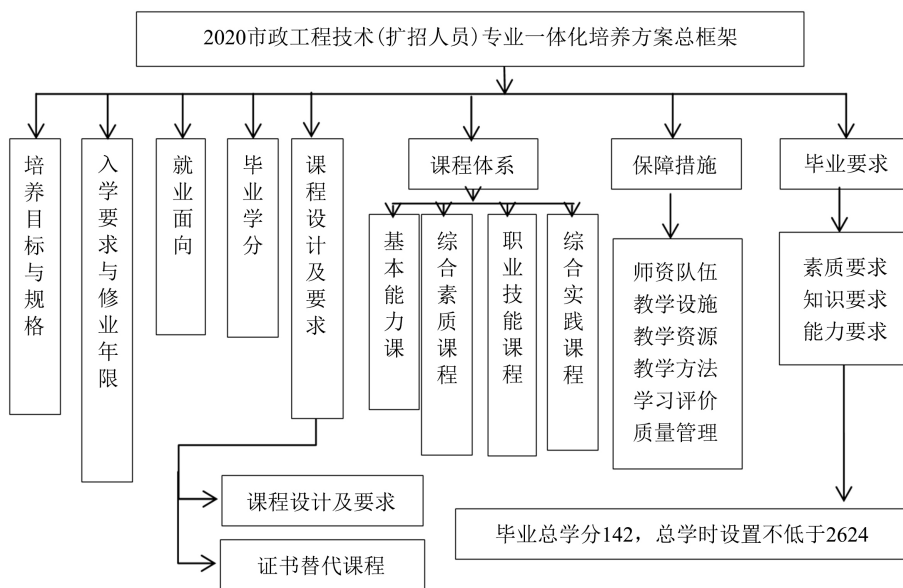 2020市政工程技术(扩招人员)专业一体化培养方案总框架
培养目标与规格
入学要求与修业年限
就业面向
毕业学分
课程设计及要求
课程体系
保障措施
毕业要求
基本能力课
综合素质课程
职业技能课程
综合实践课程
师资队伍
教学设施
教学资源
教学方法
学习评价
质量管理
素质要求
知识要求
能力要求
课程设计及要求
证书替代课程
毕业总学分142，总学时设置不低于2624